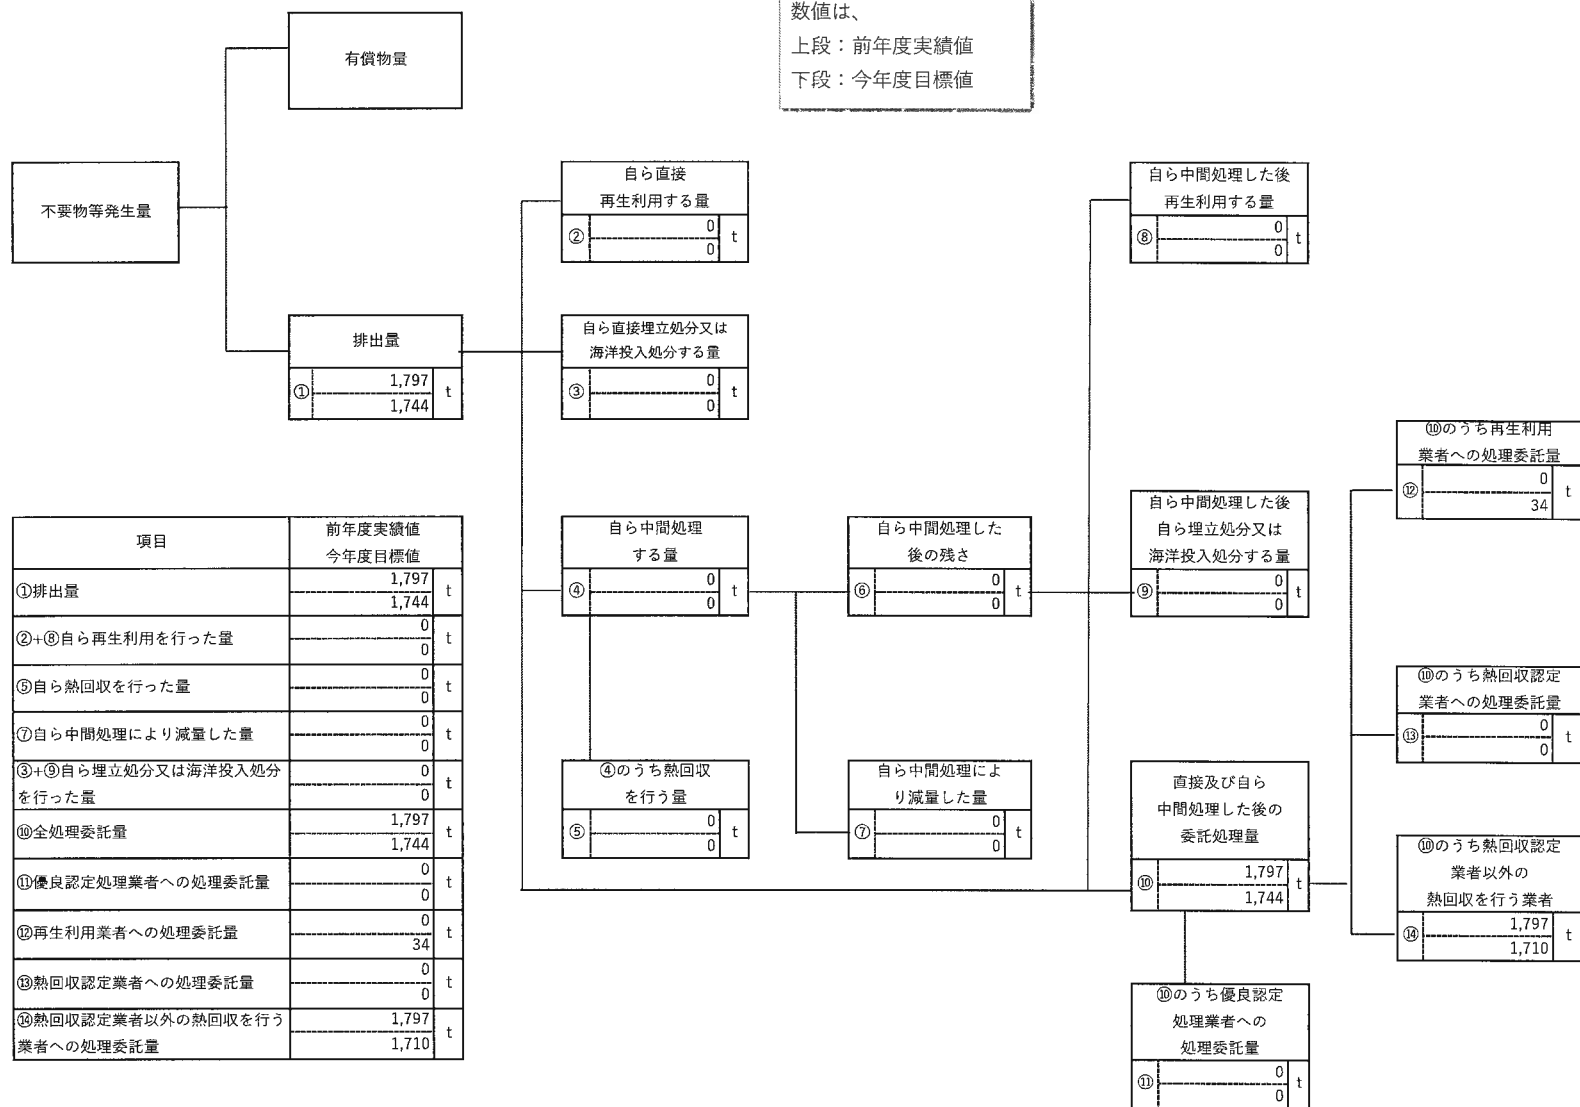 数値は、
上段：前年度実績値
下段：今年度目標値
有償物量
不要物等発生量
排出量
① 1,797 t
1,744
自ら直接
再生利用する量
② 0 t
0
自ら直接埋立処分又は
海洋投入処分する量
③ 0 t
0
自ら中間処理
する量
④ 0 t
0
④のうち熱回収
を行う量
⑤ 0 t
0
自ら中間処理した
後の残さ
⑥ 0 t
0
自ら中間処理によ
り減量した量
⑦ 0 t
0
自ら中間処理した後
再生利用する量
⑧ 0 t
0
自ら中間処理した後
自ら埋立処分又は
海洋投入処分する量
⑨ 0 t
0
直接及び自ら
中間処理した後の
委託処理量
⑩ 1,797 t
1,744
⑩のうち優良認定
処理業者への
処理委託量
⑪ 0 t
0
⑩のうち再生利用
業者への処理委託量
⑫ 0 t
34
⑩のうち熱回収認定
業者への処理委託量
⑬ 0 t
0
⑩のうち熱回収認定
業者以外の
熱回収を行う業者
⑭ 1,797 t
1,710
項目 前年度実績値
今年度目標値
①排出量 1,797 t
1,744
②+⑧自ら再生利用を行った量 0 t
0
⑤自ら熱回収を行った量 0 t
0
⑦自ら中間処理により減量した量 0 t
0
③+⑨自ら埋立処分又は海洋投入処分 0 t
を行った量 0
⑩全処理委託量 1,797 t
1,744
⑪優良認定処理業者への処理委託量 0 t
0
⑫再生利用業者への処理委託量 0 t
34
⑬熱回収認定業者への処理委託量 0 t
0
⑭熱回収認定業者以外の熱回収を行う 1,797 t
業者への処理委託量 1,710